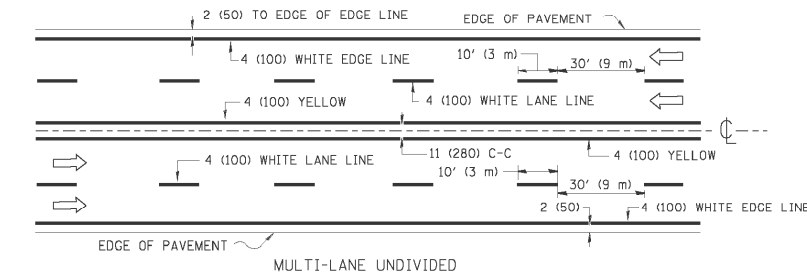 2 (50) TO EDGE OF EDGE LINE
EDGE OF PAVEMENT
4 (100) WHITE EDGE LINE
10' (3 m)
30' (9 m)
4 (100) YELLOW
4 (100) WHITE LANE LINE
℄
4 (100) WHITE LANE LINE
11 (280) C-C
4 (100) YELLOW
10' (3 m)
30' (9 m)
2 (50)
4 (100) WHITE EDGE LINE
EDGE OF PAVEMENT
MULTI-LANE UNDIVIDED